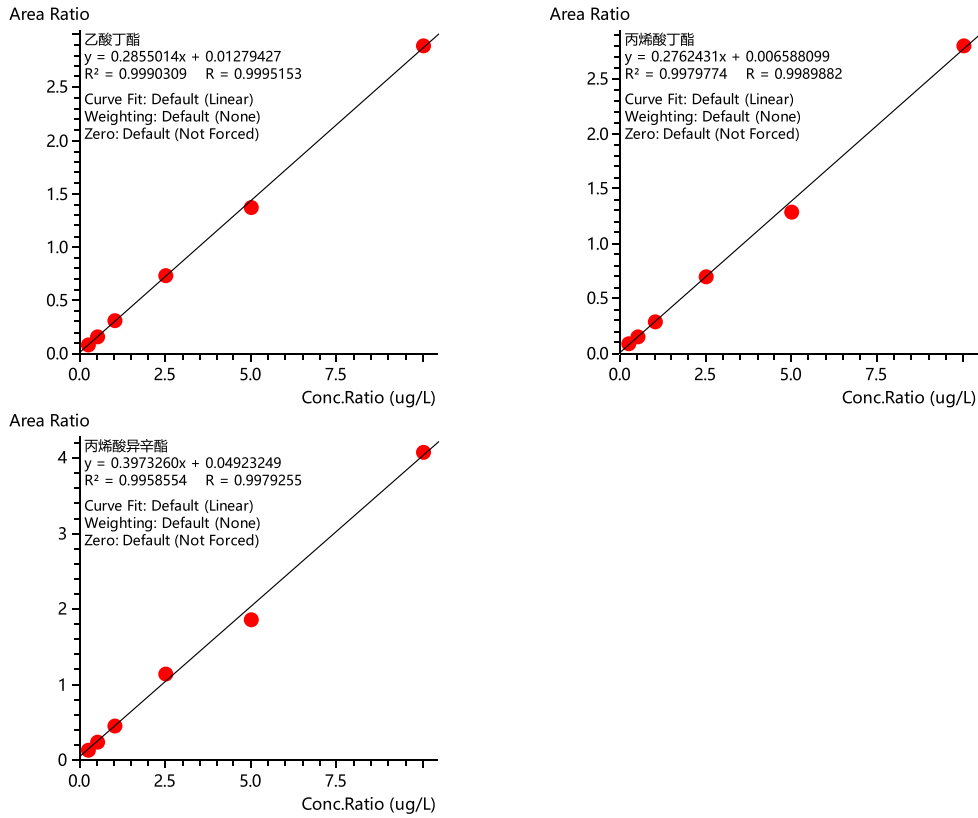 Area Ratio
乙酸丁酯
y = 0.2855014x + 0.01279427
R² = 0.9990309 R = 0.9995153
Curve Fit: Default (Linear)
Weighting: Default (None)
Zero: Default (Not Forced)
2.5
2.0
1.5
1.0
0.5
0.0
0.0 2.5 5.0 7.5
Conc.Ratio (ug/L)
Area Ratio
丙烯酸丁酯
y = 0.2762431x + 0.006588099
R² = 0.9979774 R = 0.9989882
Curve Fit: Default (Linear)
Weighting: Default (None)
Zero: Default (Not Forced)
2.5
2.0
1.5
1.0
0.5
0.0
0.0 2.5 5.0 7.5
Conc.Ratio (ug/L)
Area Ratio
丙烯酸异辛酯
y = 0.3973260x + 0.04923249
R² = 0.9958554 R = 0.9979255
Curve Fit: Default (Linear)
Weighting: Default (None)
Zero: Default (Not Forced)
4
3
2
1
0
0.0 2.5 5.0 7.5
Conc.Ratio (ug/L)